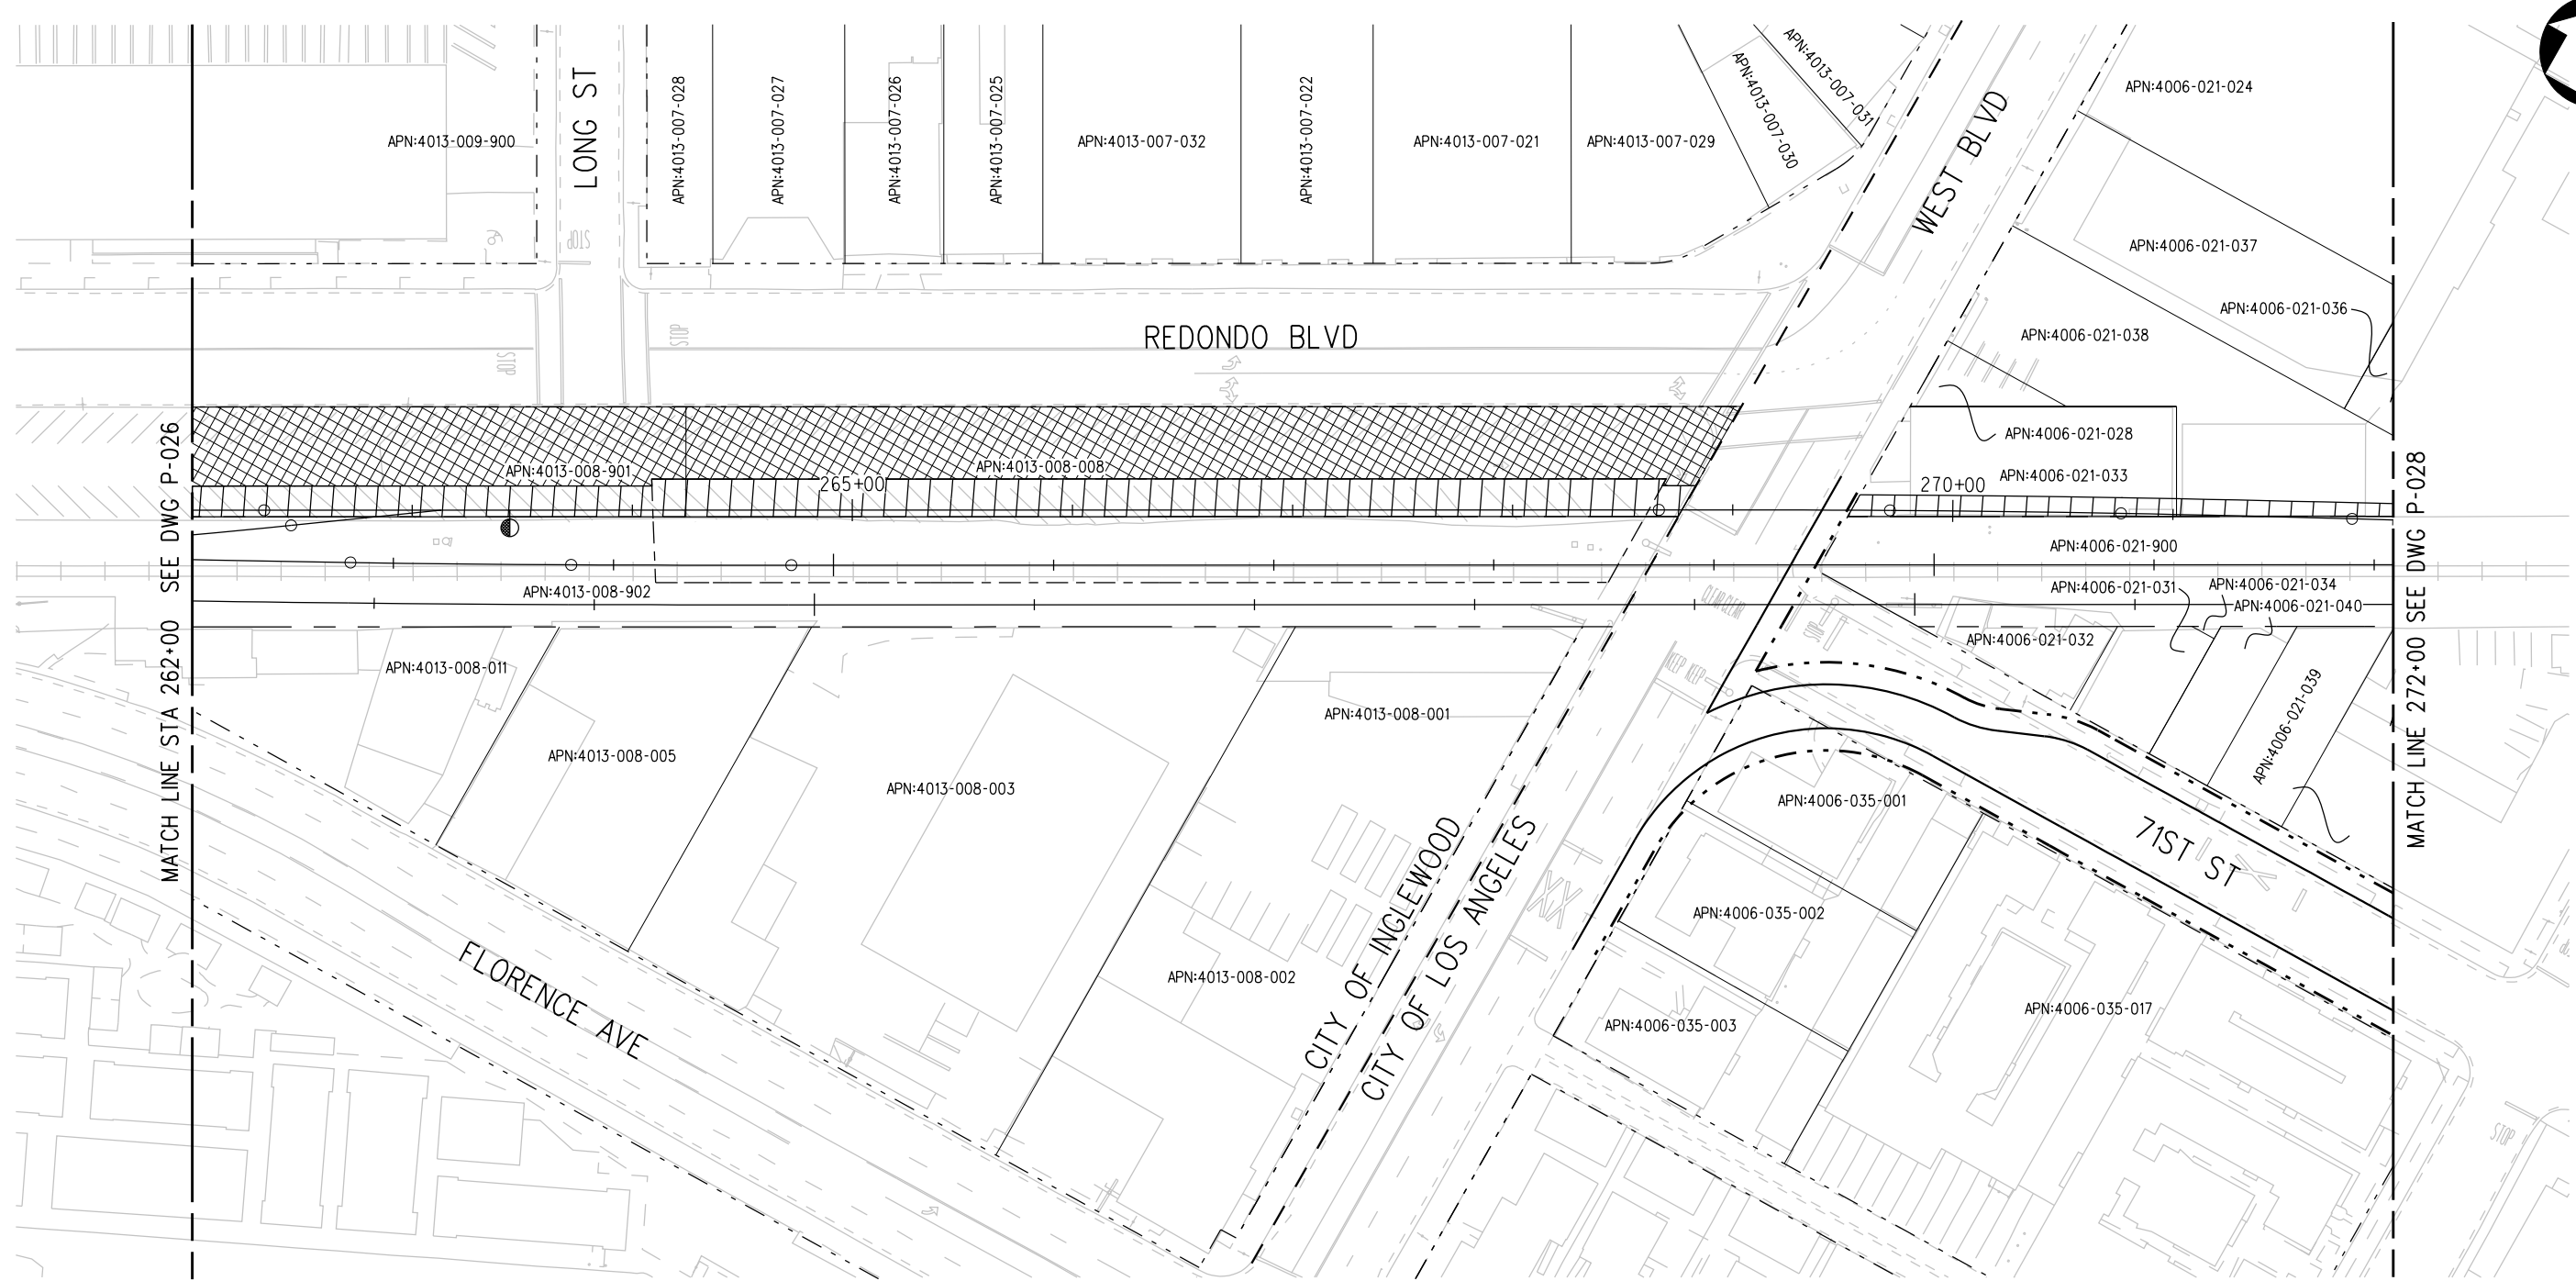 LONG ST
APN:4013-009-900
APN:4013-007-028
APN:4013-007-027
APN:4013-007-026
APN:4013-007-025
APN:4013-007-032
APN:4013-007-022
APN:4013-007-021
APN:4013-007-029
APN:4013-007-030
APN:4013-007-031
WEST BLVD
APN:4006-021-024
APN:4006-021-037
APN:4006-021-036
APN:4006-021-038
STOP
STOP
STOP
REDONDO BLVD
APN:4006-021-028
APN:4006-021-033
APN:4013-008-901
APN:4013-008-008
265+00
270+00
MATCH LINE STA 262+00 SEE DWG P-026
MATCH LINE 272+00 SEE DWG P-028
APN:4006-021-900
APN:4013-008-902
APN:4006-021-031
APN:4006-021-034
APN:4006-021-040
APN:4006-021-032
APN:4006-021-039
APN:4013-008-011
APN:4013-008-005
APN:4013-008-003
APN:4013-008-001
APN:4013-008-002
KEEP KEEP
CLEAR CLEAR
APN:4006-035-001
APN:4006-035-002
APN:4006-035-003
APN:4006-035-017
71ST ST
FLORENCE AVE
CITY OF INGLEWOOD
CITY OF LOS ANGELES
STOP